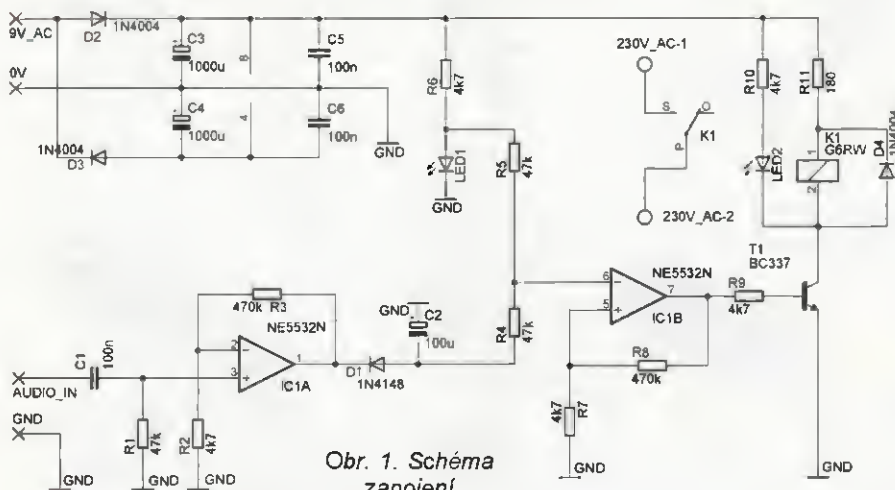 9V_AC
D2
1N4004
C3
1000u
8
C5
100n
0V
C4
1000u
4
C6
100n
GND
1N4004
D3
R6
4k7
LED1
GND
R5
47k
230V_AC-1
S
O
P
K1
230V_AC-2
R10
4k7
R11
180
LED2
K1
G6RW
1
2
D4
1N4004
T1
BC337
470k R3
NE5532N
2
3
1
IC1A
C1
100n
AUDIO_IN
GND
GND
R1
47k
GND
R2
4k7
GND
D1
1N4148
GND
C2
100u
R4
47k
NE5532N
6
5
7
IC1B
R9
4k7
R8
470k
R7
4k7
GND
GND
Obr. 1. Schéma
zapojení